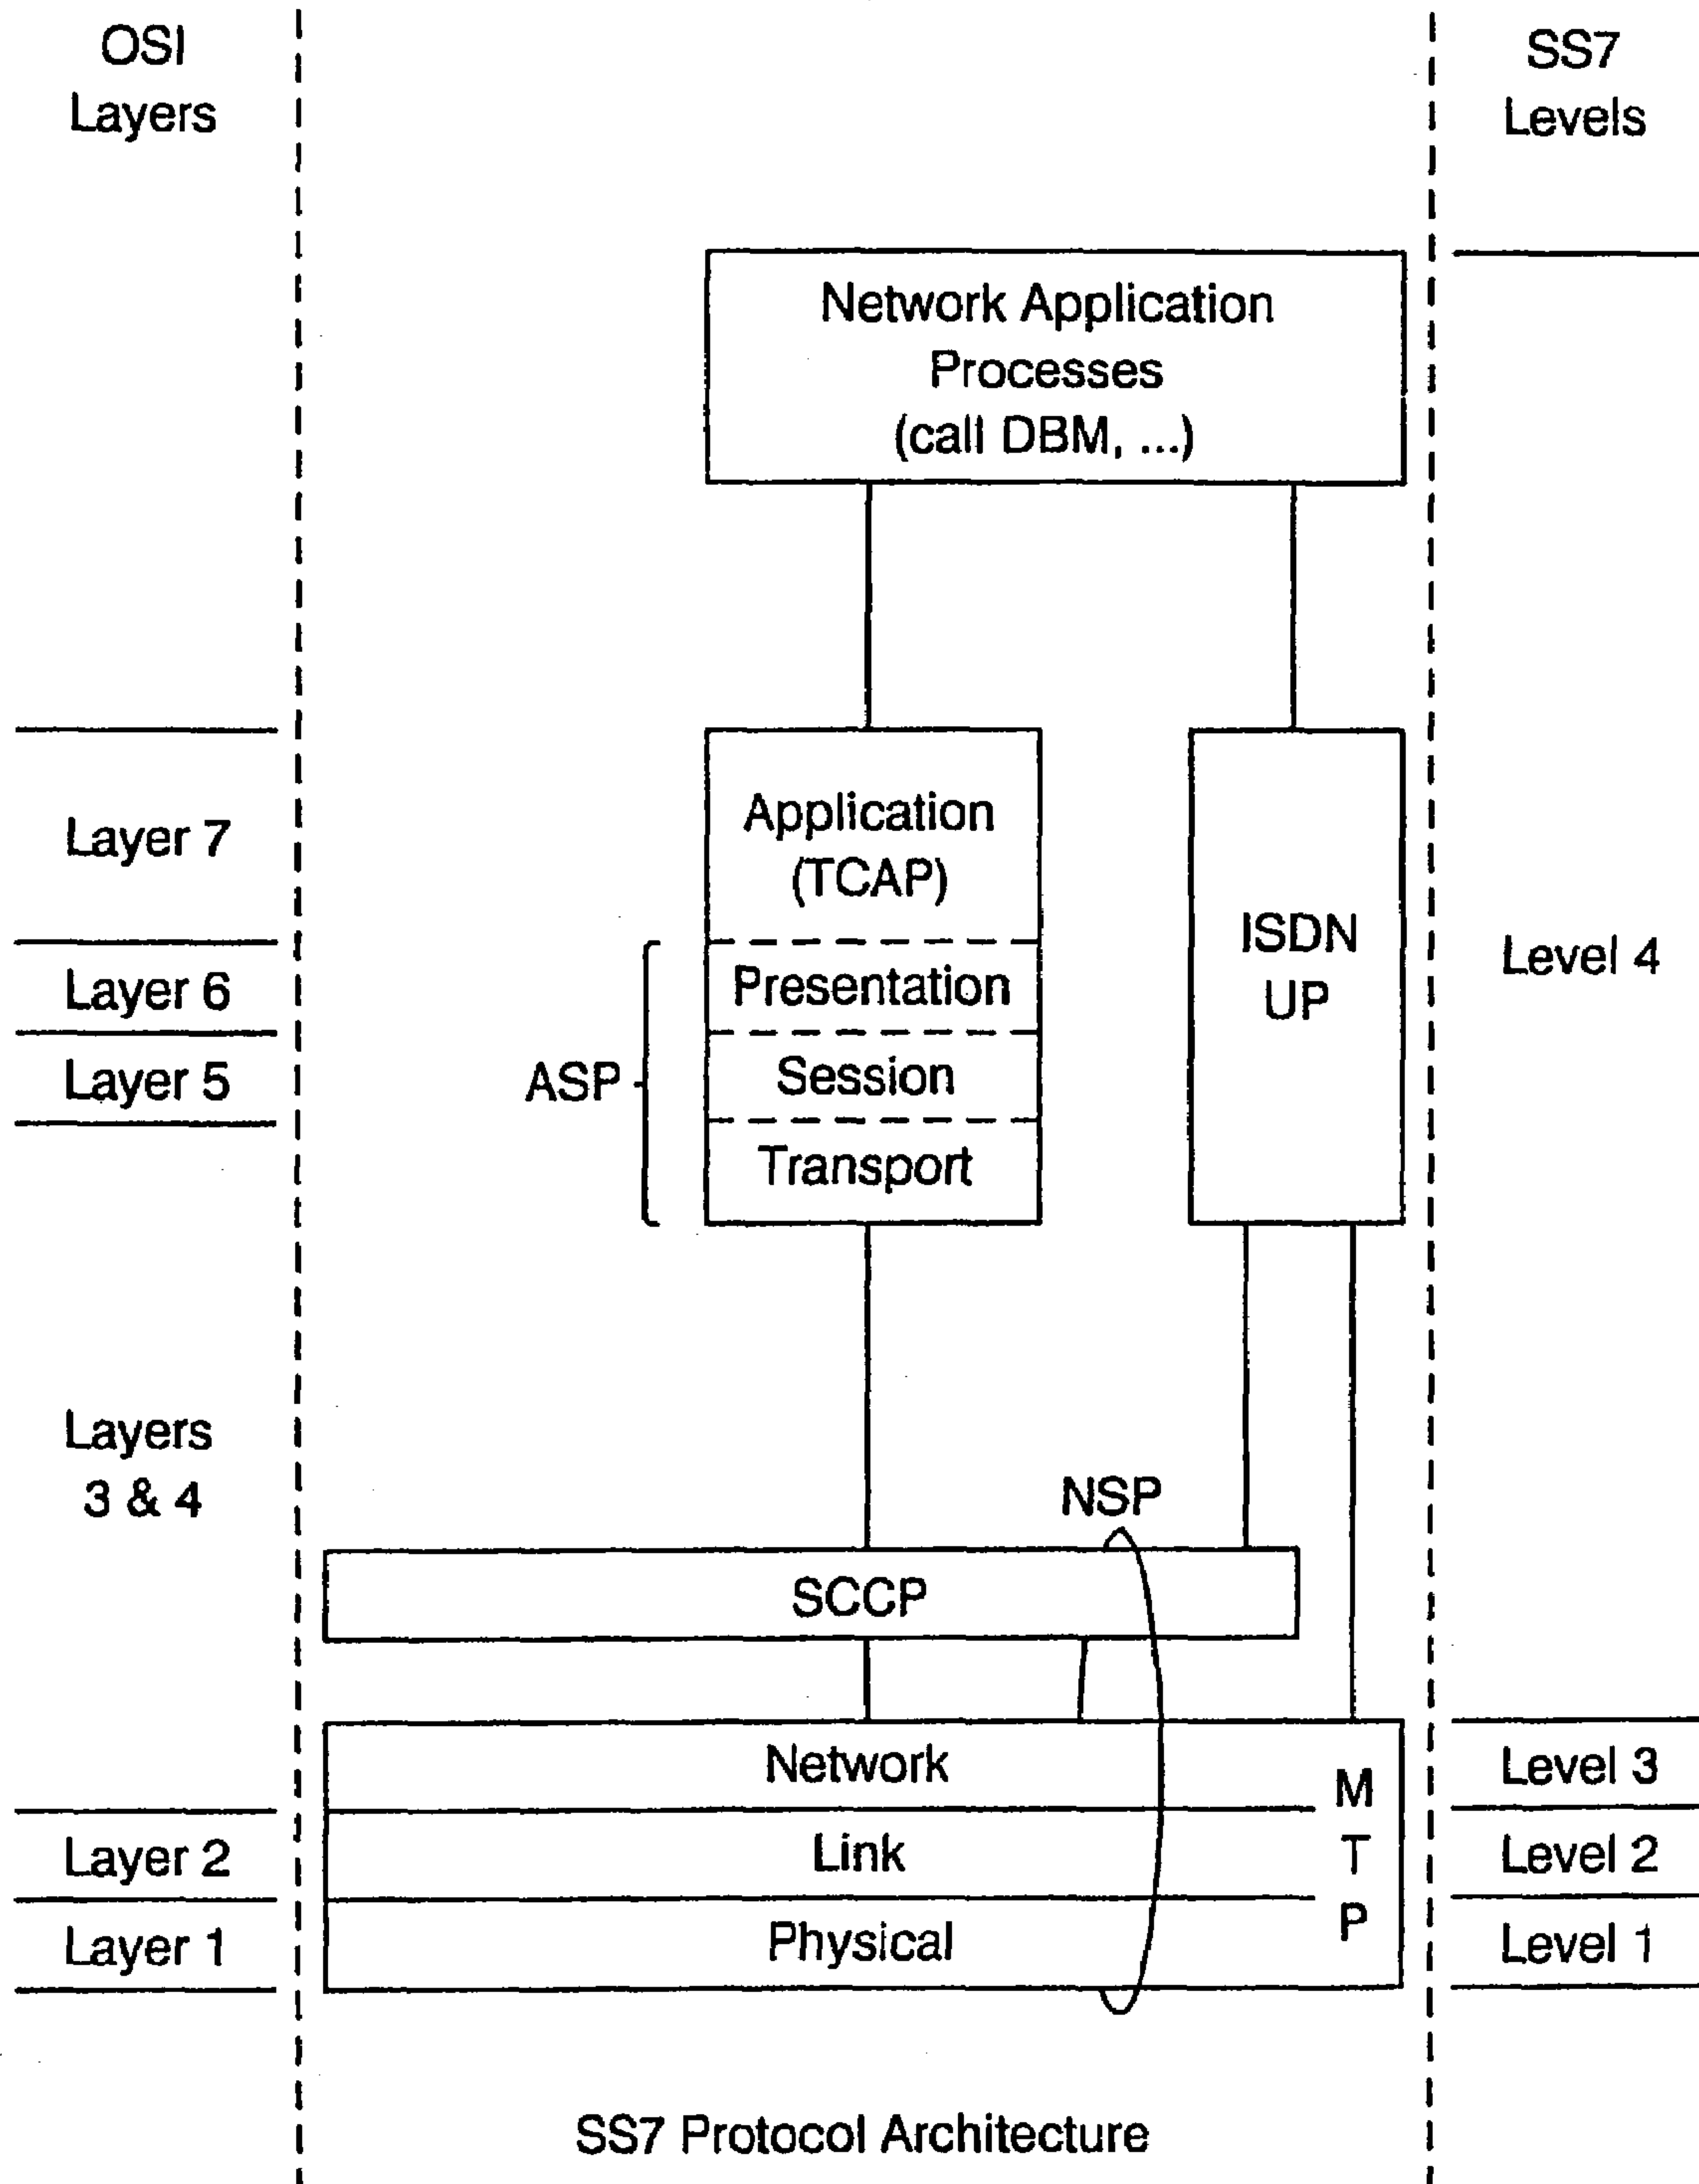 OSI
Layers
SS7
Levels
Network Application
Processes
(call DBM, ...)
Layer 7
Application
(TCAP)
ISDN
UP
Level 4
Layer 6
Presentation
Layer 5
ASP
Session
Transport
Layers
3 & 4
NSP
SCCP
Network
M
T
P
Level 3
Layer 2
Link
Level 2
Layer 1
Physical
Level 1
SS7 Protocol Architecture